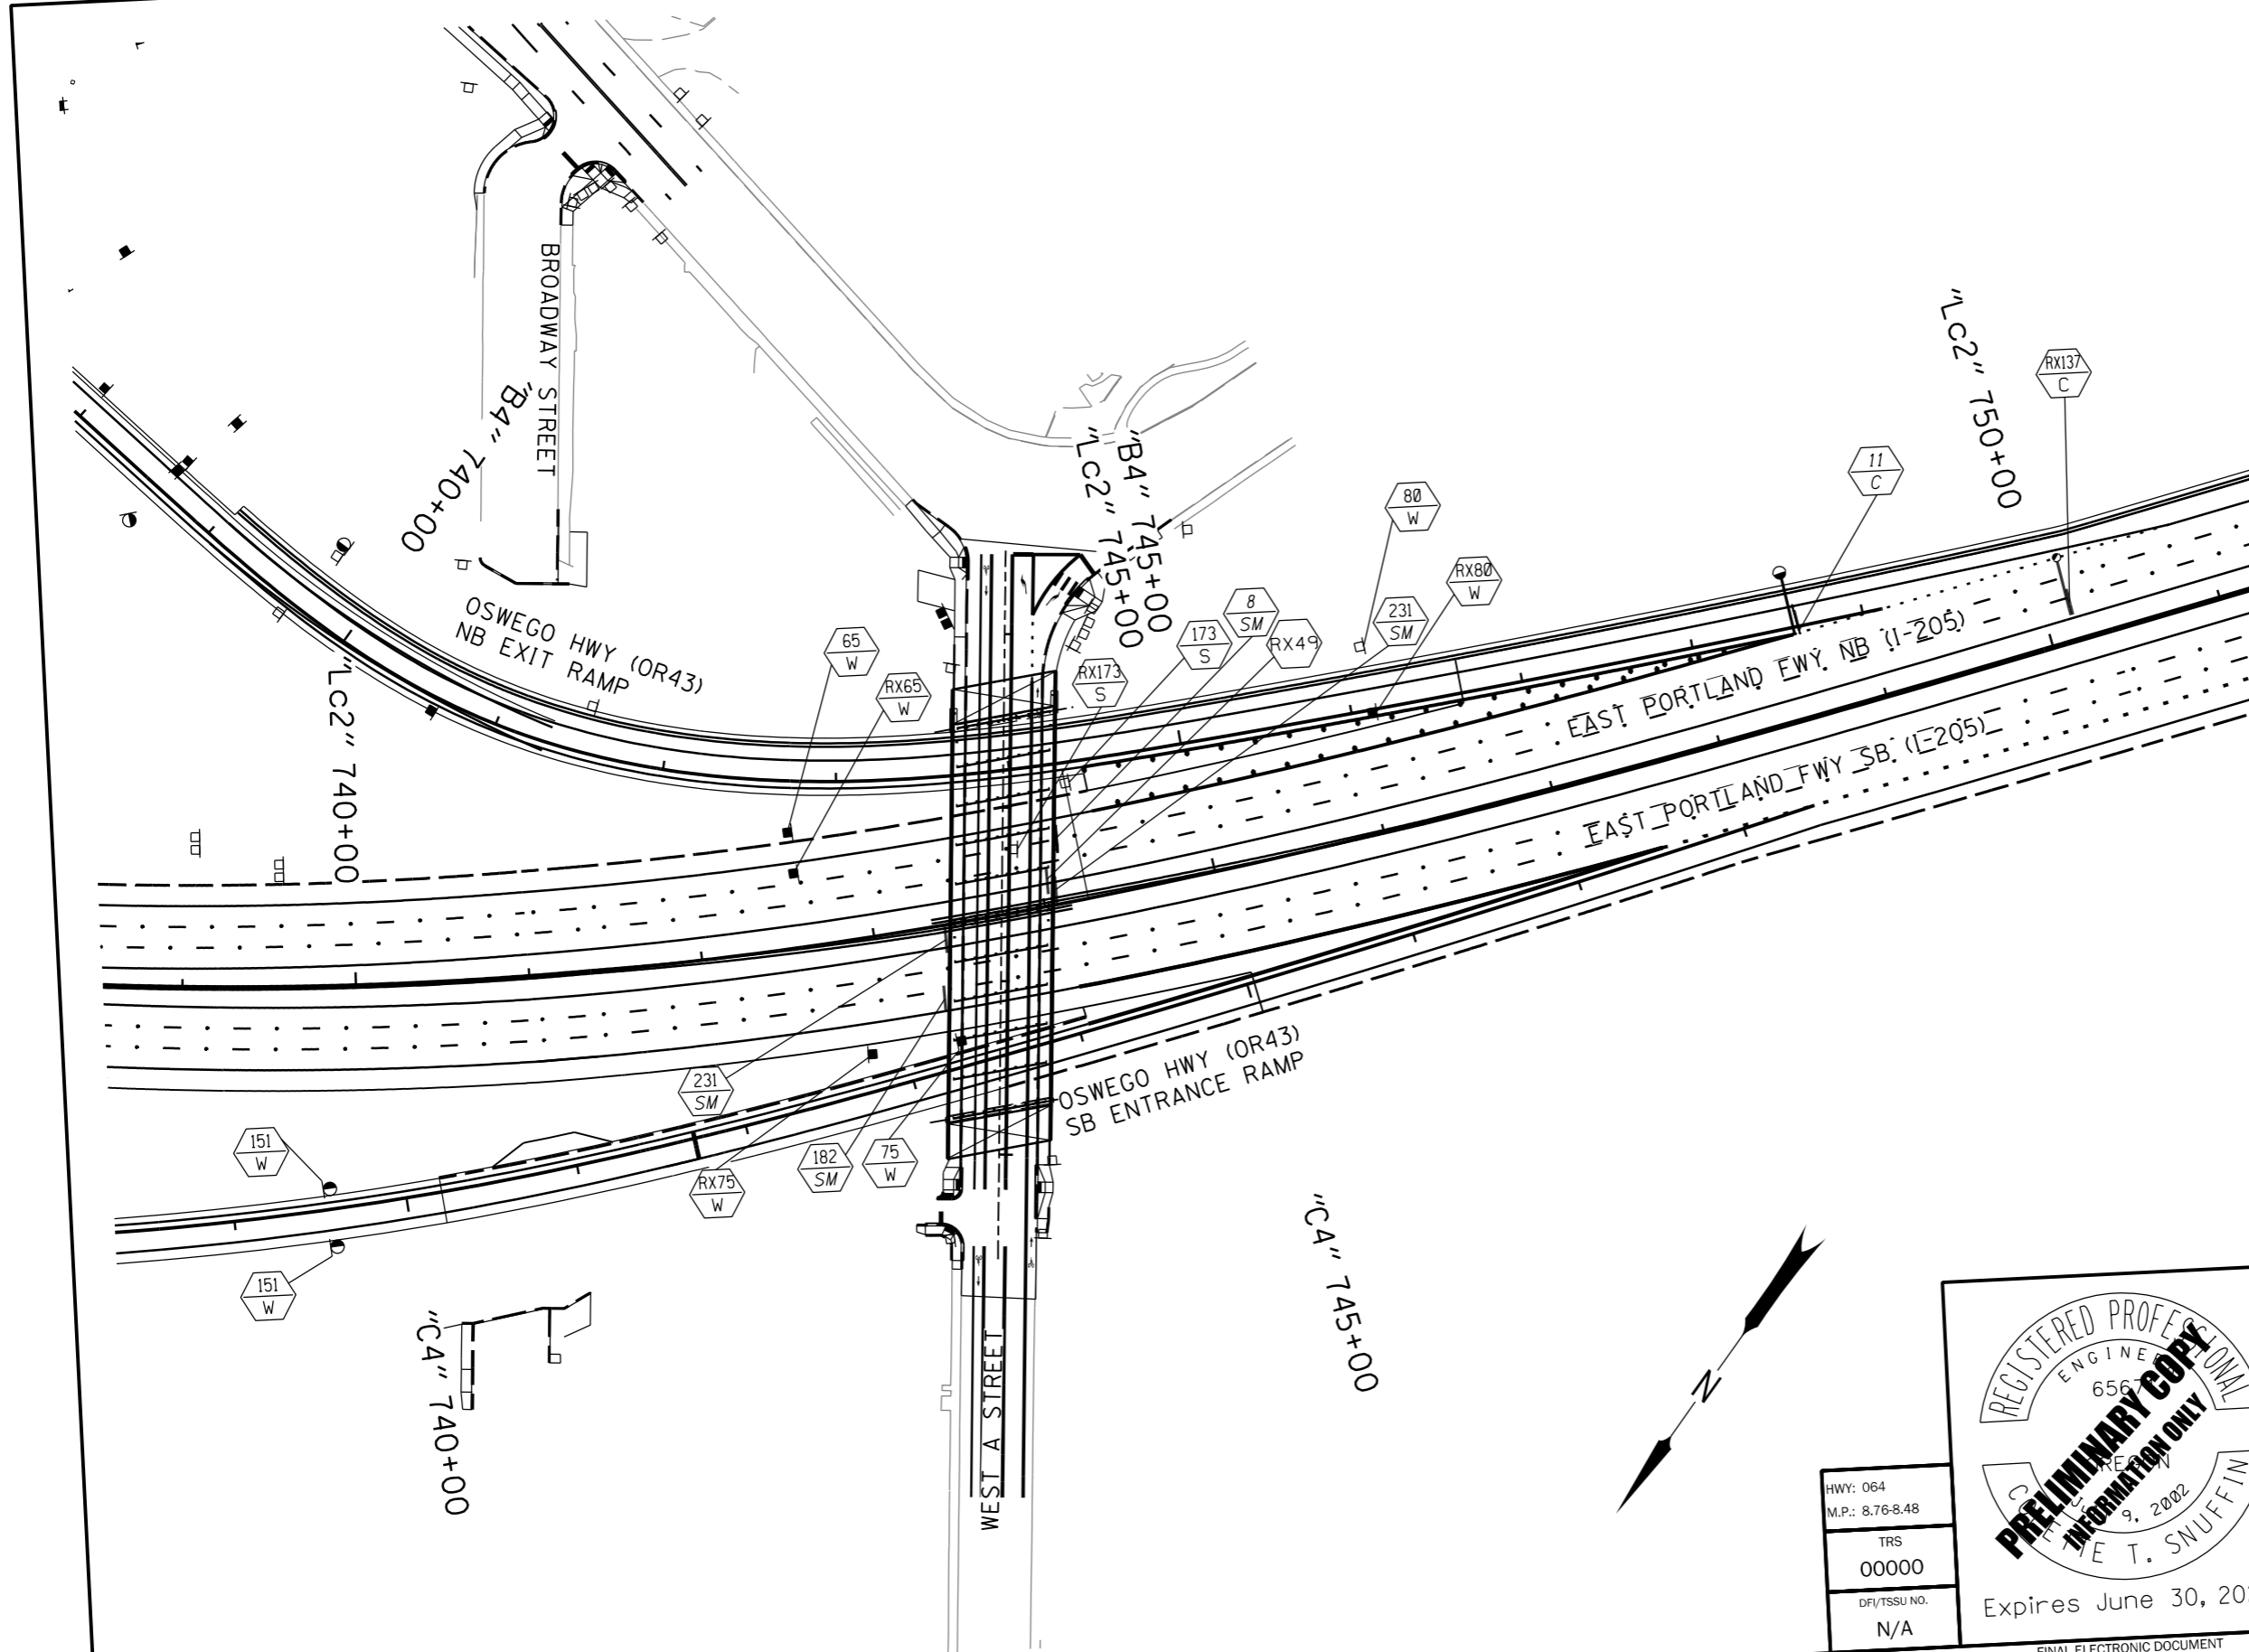 BROADWAY STREET
"B4" 740+00
OSWEGO HWY (OR43)
NB EXIT RAMP
"Lc2" 740+00
"Lc2" 745+00
"B4" 745+00
"Lc2" 750+00
RX137
C
11
C
80
W
RX80
W
231
SM
8
SM
RX49
173
S
RX173
S
65
W
RX65
W
EAST PORTLAND FWY NB (I-205)
EAST PORTLAND FWY SB (I-205)
OSWEGO HWY (OR43)
SB ENTRANCE RAMP
231
SM
182
SM
75
W
RX75
W
151
W
151
W
"C4" 740+00
"C4" 745+00
WEST A STREET
N
REGISTERED PROFESSIONAL
PRELIMINARY COPY
INFORMATION ONLY
9, 2002
T. SNUFFIN
Expires June 30, 20
HWY: 064
M.P.: 8.76-8.48
TRS
00000
DFI/TSSU NO.
N/A
FINAL ELECTRONIC DOCUMENT